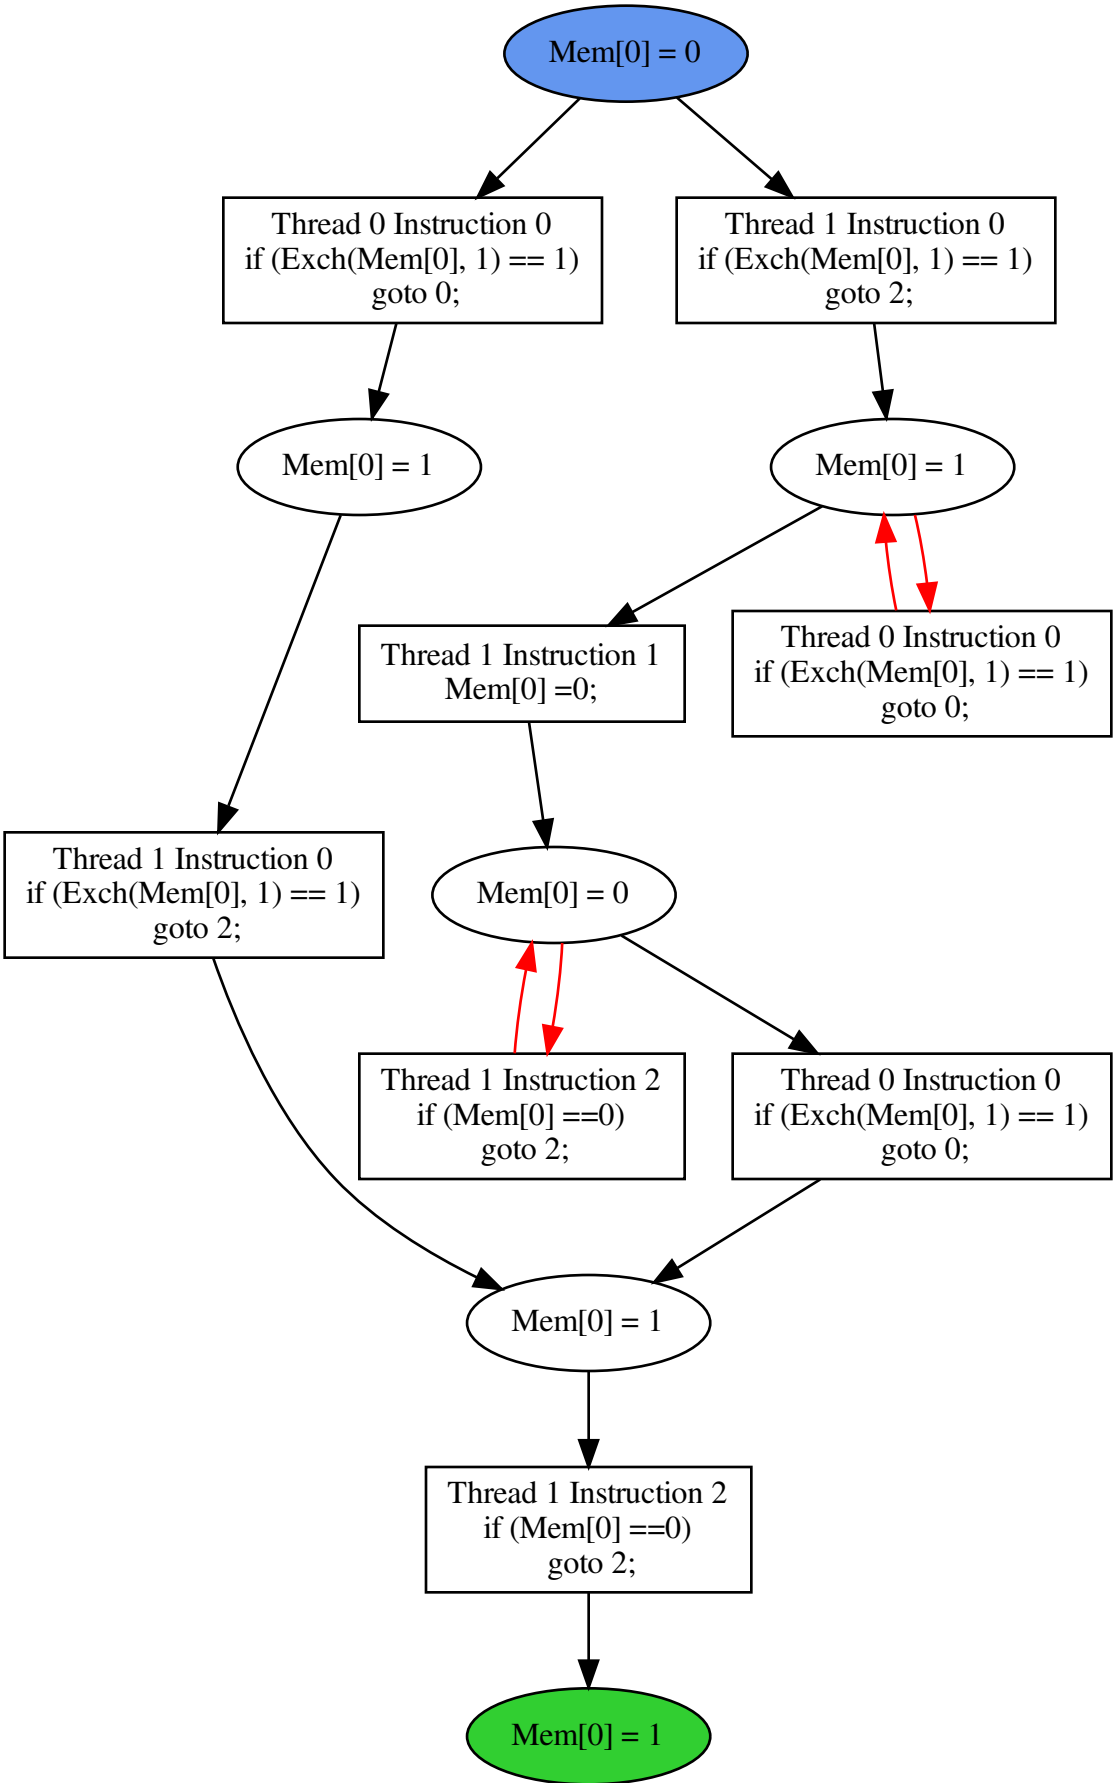 Mem[0] = 0
Thread 0 Instruction 0
if (Exch(Mem[0], 1) == 1)
goto 0;
Thread 1 Instruction 0
if (Exch(Mem[0], 1) == 1)
goto 2;
Mem[0] = 1
Mem[0] = 1
Thread 1 Instruction 1
Mem[0] =0;
Thread 0 Instruction 0
if (Exch(Mem[0], 1) == 1)
goto 0;
Thread 1 Instruction 0
if (Exch(Mem[0], 1) == 1)
goto 2;
Mem[0] = 0
Thread 1 Instruction 2
if (Mem[0] ==0)
goto 2;
Thread 0 Instruction 0
if (Exch(Mem[0], 1) == 1)
goto 0;
Mem[0] = 1
Thread 1 Instruction 2
if (Mem[0] ==0)
goto 2;
Mem[0] = 1